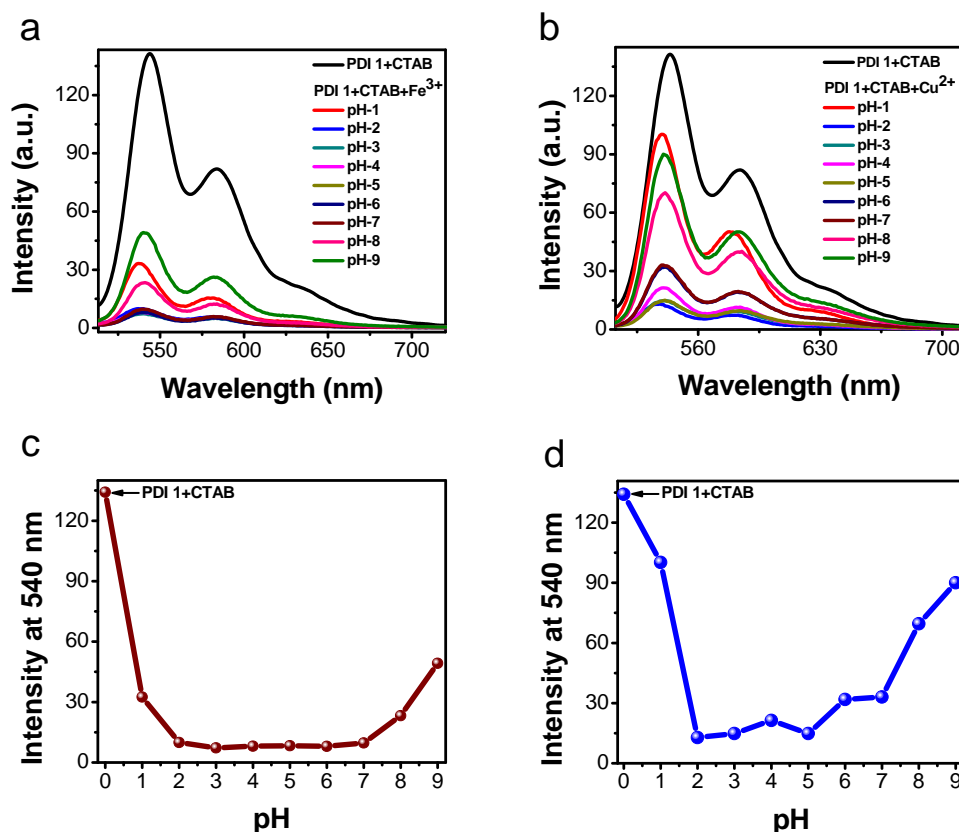 a
Intensity (a.u.)
135
90
60
30
0
PDI 1+CTAB
PDI 1+CTAB+Fe3+
pH-1
pH-2
pH-3
pH-4
pH-5
pH-6
pH-7
pH-8
pH-9
550 600 650 700
Wavelength (nm)
b
Intensity (a.u.)
120
90
60
30
0
PDI 1+CTAB
PDI 1+CTAB+Cu2+
pH-1
pH-2
pH-3
pH-4
pH-5
pH-6
pH-7
pH-8
pH-9
560 630 700
Wavelength (nm)
c
Intensity at 540 nm
120
90
60
30
0
PDI 1+CTAB
0 1 2 3 4 5 6 7 8 9
pH
d
Intensity at 540 nm
120
90
60
30
0
PDI 1+CTAB
0 1 2 3 4 5 6 7 8 9
pH